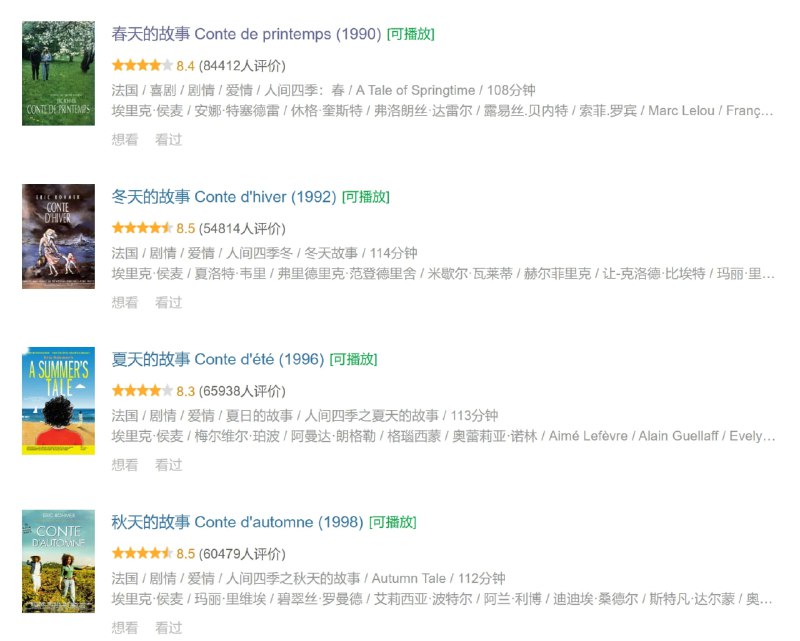 春天的故事 Conte de printemps (1990) [可播放]
8.4 (84412人评价)
法国 / 喜剧 / 剧情 / 爱情 / 人间四季：春 / A Tale of Springtime / 108分钟
埃里克·侯麦 / 安娜·特塞德雷 / 休格·奎斯特 / 弗洛朗丝·达雷尔 / 露易丝.贝内特 / 索菲.罗宾 / Marc Lelou / Franç…
想看 看过
CONTE DE PRINTEMPS
冬天的故事 Conte d'hiver (1992) [可播放]
8.5 (54814人评价)
法国 / 剧情 / 爱情 / 人间四季冬 / 冬天故事 / 114分钟
埃里克·侯麦 / 夏洛特·韦里 / 弗里德里克·范登德里舍 / 米歇尔·瓦莱蒂 / 赫尔菲里克 / 让-克洛德·比埃特 / 玛丽·里…
想看 看过
ERIC ROHMER
CONTE
D'HIVER
夏天的故事 Conte d'été (1996) [可播放]
8.3 (65938人评价)
法国 / 剧情 / 爱情 / 夏日的故事 / 人间四季之夏天的故事 / 113分钟
埃里克·侯麦 / 梅尔维尔·珀波 / 阿曼达·朗格勒 / 格瑙西蒙 / 奥蕾莉亚·诺林 / Aimé Lefèvre / Alain Guellaff / Evely…
想看 看过
A SUMMER'S
TALE
秋天的故事 Conte d'automne (1998) [可播放]
8.5 (60479人评价)
法国 / 剧情 / 爱情 / 人间四季之秋天的故事 / Autumn Tale / 112分钟
埃里克·侯麦 / 玛丽·里维埃 / 碧翠丝·罗曼德 / 艾莉西亚·波特尔 / 阿兰·利博 / 迪迪埃·桑德尔 / 斯特凡·达尔蒙 / 奥…
想看 看过
ERIC ROHMER
CONTE
D'AUTOMNE